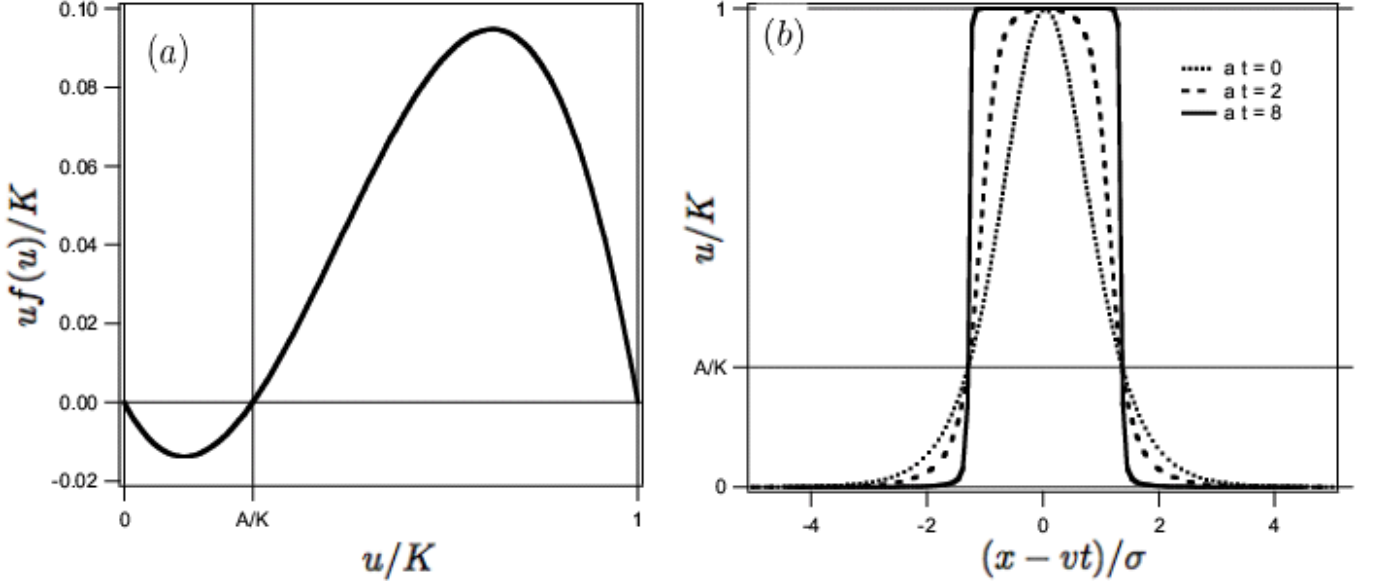 (a)
0.10
0.08
0.06
0.04
0.02
0.00
-0.02
uf(u)/K
0
A/K
1
u/K
(b)
1
A/K
0
u/K
a t = 0
a t = 2
a t = 8
-4
-2
0
2
4
(x − vt)/σ